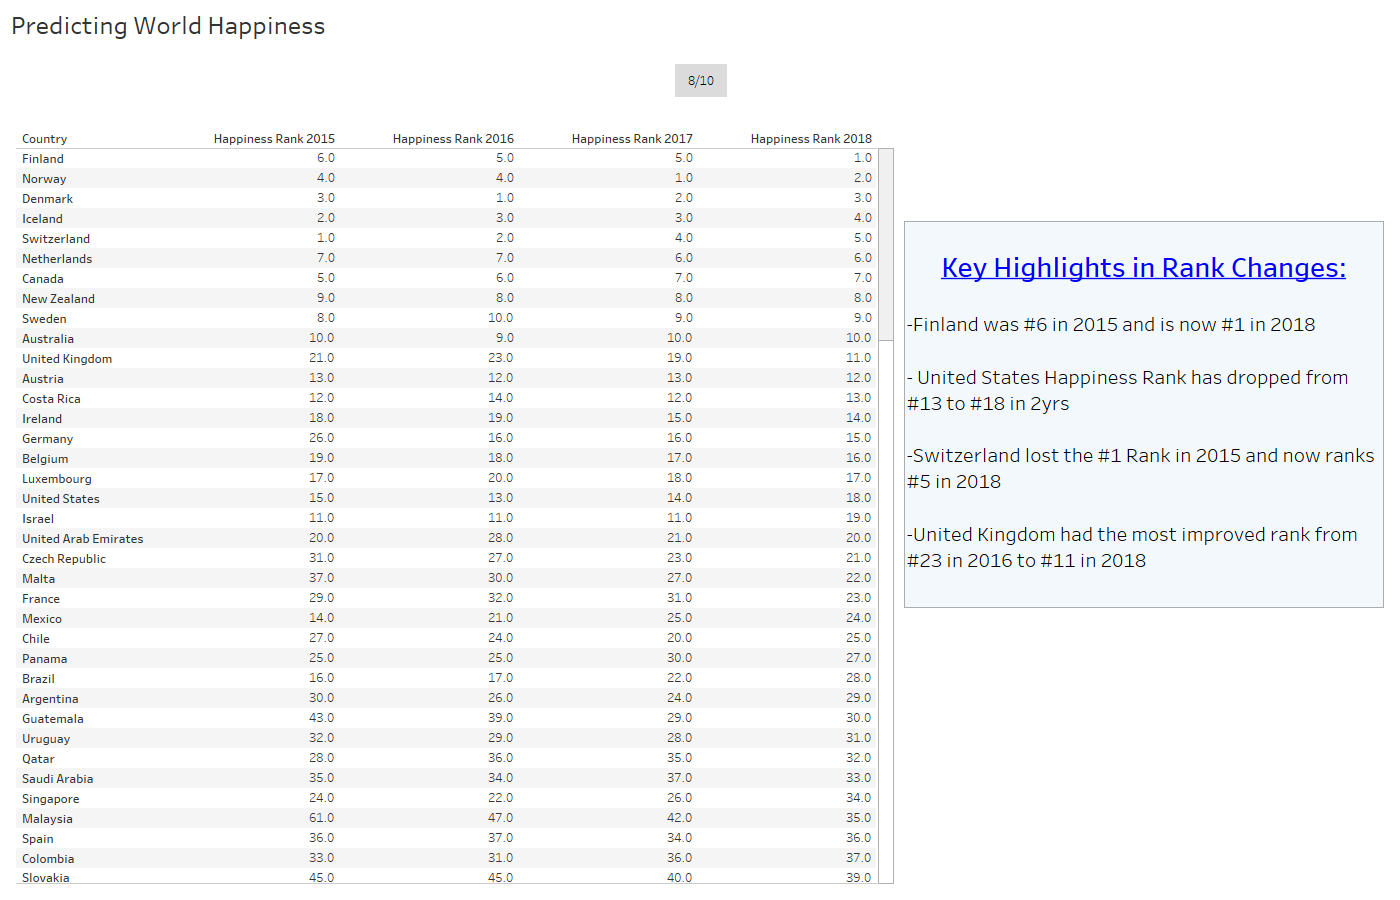 Predicting World Happiness
8/10
Country Happiness Rank 2015 Happiness Rank 2016 Happiness Rank 2017 Happiness Rank 2018
Finland 6.0 5.0 5.0 1.0
Norway 4.0 4.0 1.0 2.0
Denmark 3.0 1.0 2.0 3.0
Iceland 2.0 3.0 3.0 4.0
Switzerland 1.0 2.0 4.0 5.0
Netherlands 7.0 7.0 6.0 6.0
Canada 5.0 6.0 7.0 7.0
New Zealand 9.0 8.0 8.0 8.0
Sweden 8.0 10.0 9.0 9.0
Australia 10.0 9.0 10.0 10.0
United Kingdom 21.0 23.0 19.0 11.0
Austria 13.0 12.0 13.0 12.0
Costa Rica 12.0 14.0 12.0 13.0
Ireland 18.0 19.0 15.0 14.0
Germany 26.0 16.0 16.0 15.0
Belgium 19.0 18.0 17.0 16.0
Luxembourg 17.0 20.0 18.0 17.0
United States 15.0 13.0 14.0 18.0
Israel 11.0 11.0 11.0 19.0
United Arab Emirates 20.0 28.0 21.0 20.0
Czech Republic 31.0 27.0 23.0 21.0
Malta 37.0 30.0 27.0 22.0
France 29.0 32.0 31.0 23.0
Mexico 14.0 21.0 25.0 24.0
Chile 27.0 24.0 20.0 25.0
Panama 25.0 25.0 30.0 27.0
Brazil 16.0 17.0 22.0 28.0
Argentina 30.0 26.0 24.0 29.0
Guatemala 43.0 39.0 29.0 30.0
Uruguay 32.0 29.0 28.0 31.0
Qatar 28.0 36.0 35.0 32.0
Saudi Arabia 35.0 34.0 37.0 33.0
Singapore 24.0 22.0 26.0 34.0
Malaysia 61.0 47.0 42.0 35.0
Spain 36.0 37.0 34.0 36.0
Colombia 33.0 31.0 36.0 37.0
Slovakia 45.0 45.0 40.0 39.0
Key Highlights in Rank Changes:
-Finland was #6 in 2015 and is now #1 in 2018
- United States Happiness Rank has dropped from
#13 to #18 in 2yrs
-Switzerland lost the #1 Rank in 2015 and now ranks
#5 in 2018
-United Kingdom had the most improved rank from
#23 in 2016 to #11 in 2018